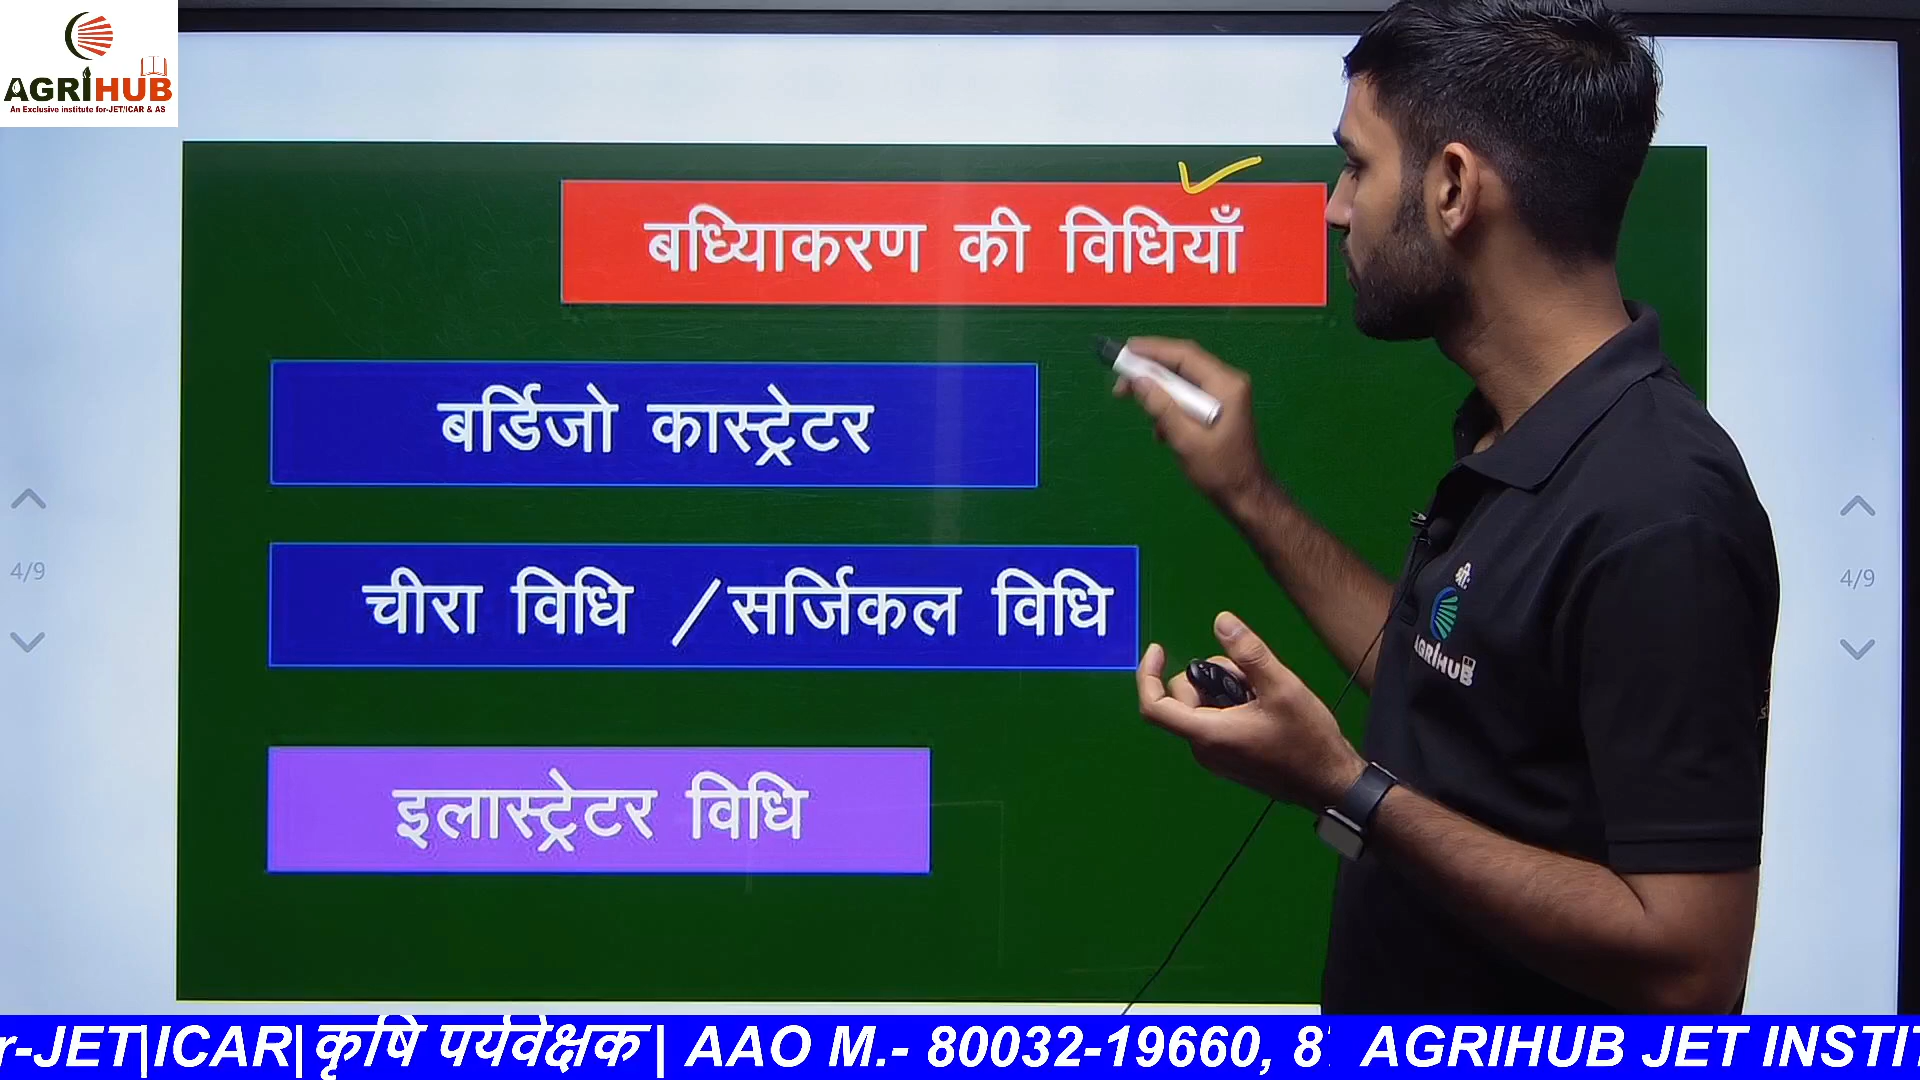 AGRIHUB
An Exclusive institute for-JET/ICAR & AS
बध्यिाकरण की विधियाँ
बर्डिजो कास्ट्रेटर
चीरा विधि /सर्जिकल विधि
इलास्ट्रेटर विधि
4/9
4/9
श्री:
AGRIHUB
r-JET|ICAR|कृषि पर्यवेक्षक | AAO M.- 80032-19660, 8
AGRIHUB JET INSTIT